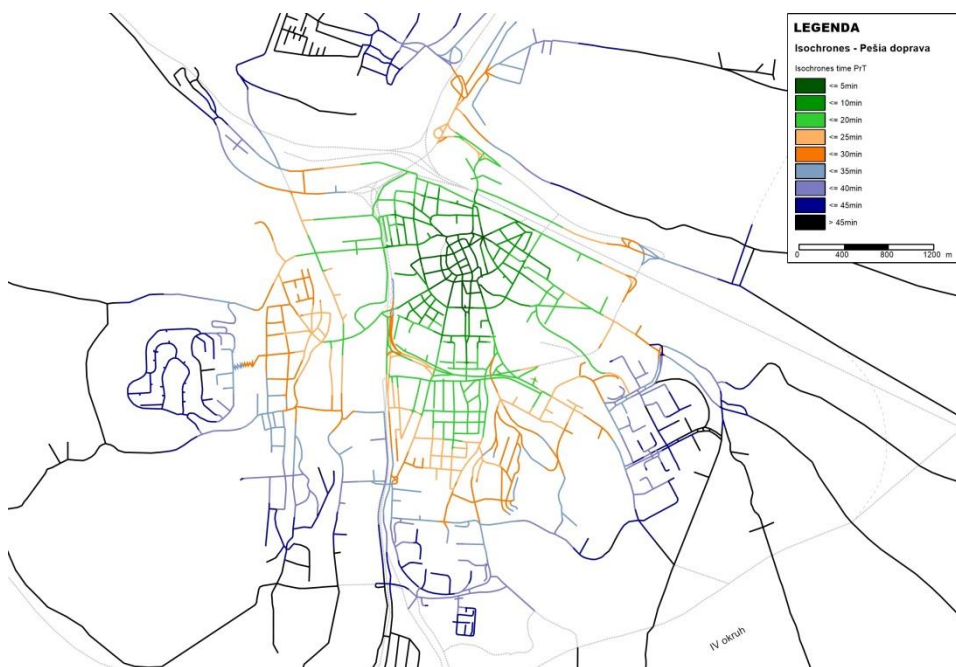 LEGENDA
Isochrones - Pešia doprava
Isochrones time PrT
<= 5min
<= 10min
<= 20min
<= 25min
<= 30min
<= 35min
<= 40min
<= 45min
> 45min
0 400 800 1200 m
IV okruh